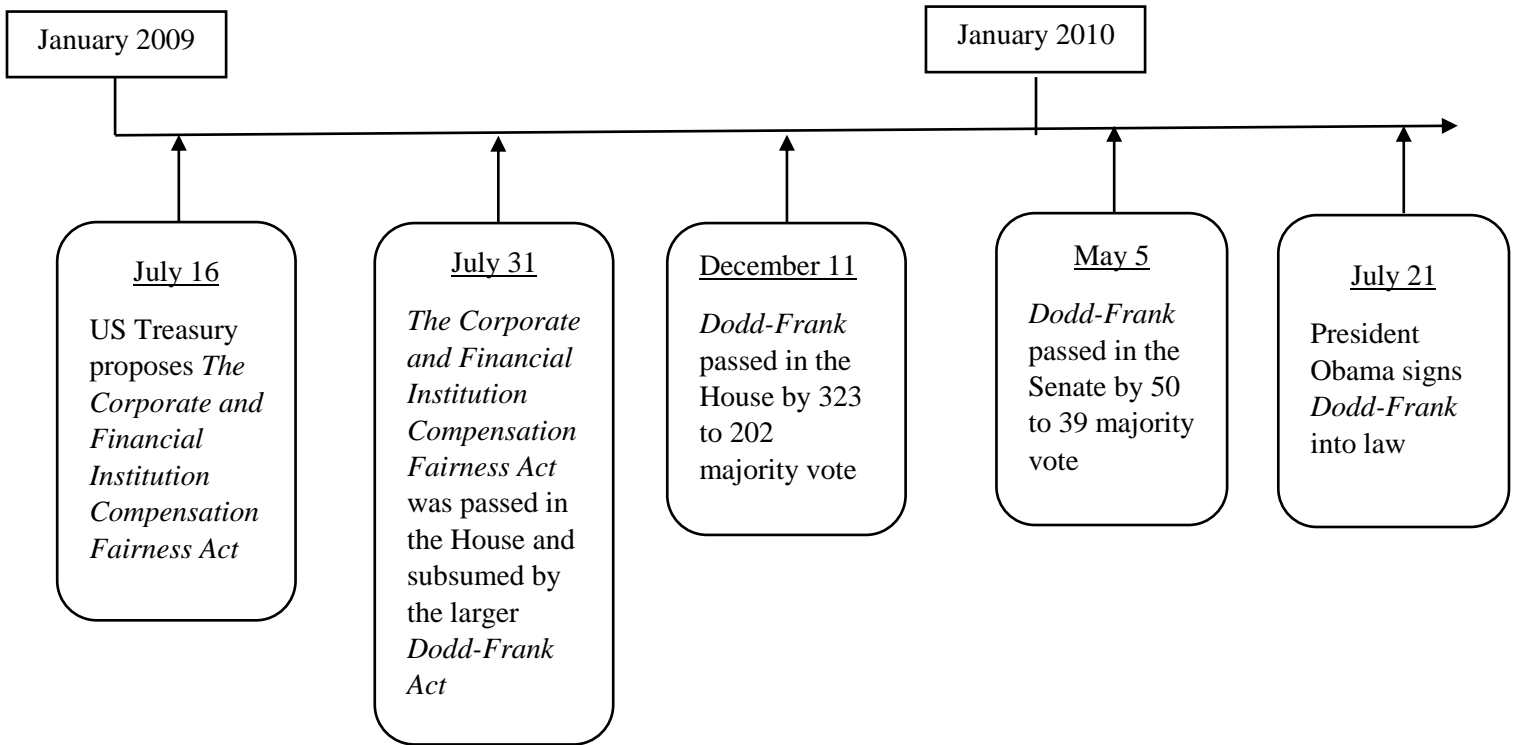 January 2009
January 2010
July 16
US Treasury
proposes The
Corporate and
Financial
Institution
Compensation
Fairness Act
July 31
The Corporate
and Financial
Institution
Compensation
Fairness Act
was passed in
the House and
subsumed by
the larger
Dodd-Frank
Act
December 11
Dodd-Frank
passed in the
House by 323
to 202
majority vote
May 5
Dodd-Frank
passed in the
Senate by 50
to 39 majority
vote
July 21
President
Obama signs
Dodd-Frank
into law